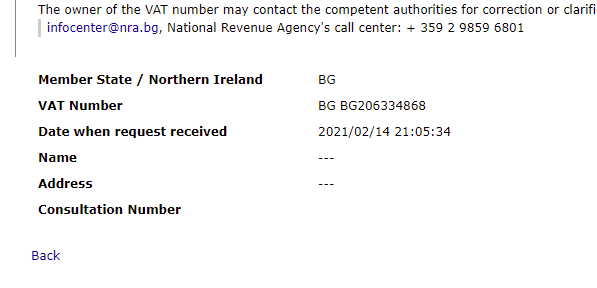 The owner of the VAT number may contact the competent authorities for correction or clarifi
infocenter@nra.bg, National Revenue Agency's call center: + 359 2 9859 6801
Member State / Northern Ireland BG
VAT Number BG BG206334868
Date when request received 2021/02/14 21:05:34
Name ---
Address ---
Consultation Number
Back